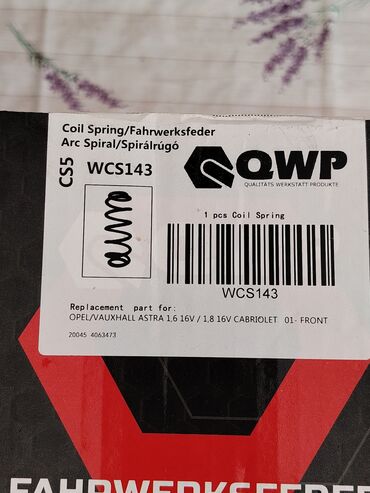 Coil Spring/Fahrwerksfeder
Arc Spiral/Spirálrúgó
CS5 WCS143
QWP
QUALITÄTS WERKSTATT PRODUKTE
1 pcs Coil Spring
WCS143
Replacement part for:
OPEL/VAUXHALL ASTRA 1,6 16V / 1,8 16V CABRIOLET 01- FRONT
20045 4063473
FAHRWERKSFEDER